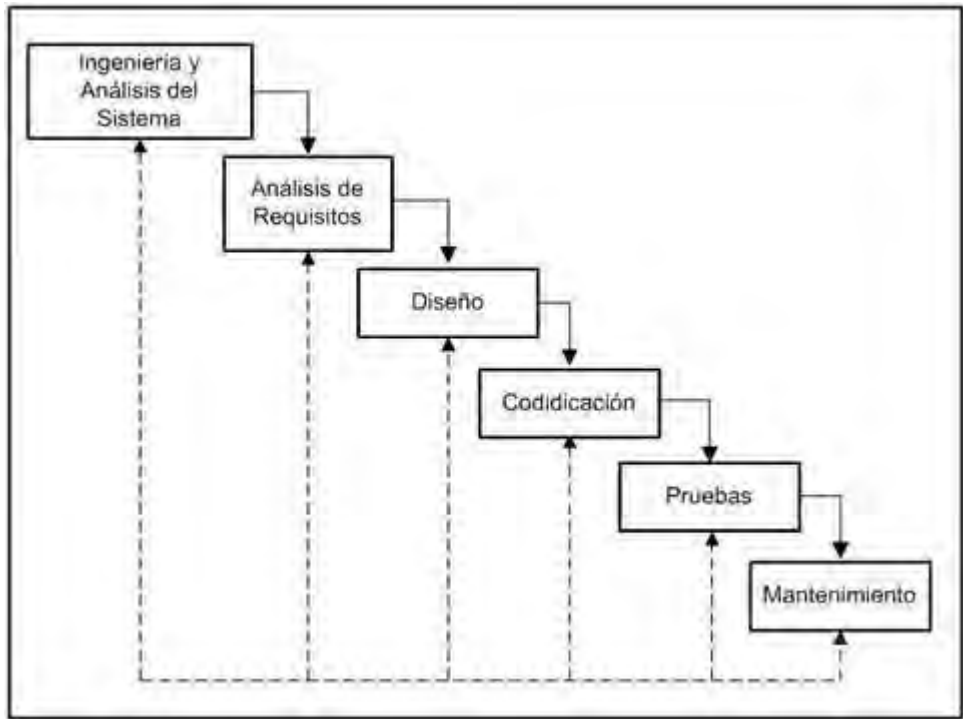 Ingeniería y
Análisis del
Sistema
Análisis de
Requisitos
Diseño
Codidicación
Pruebas
Mantenimiento